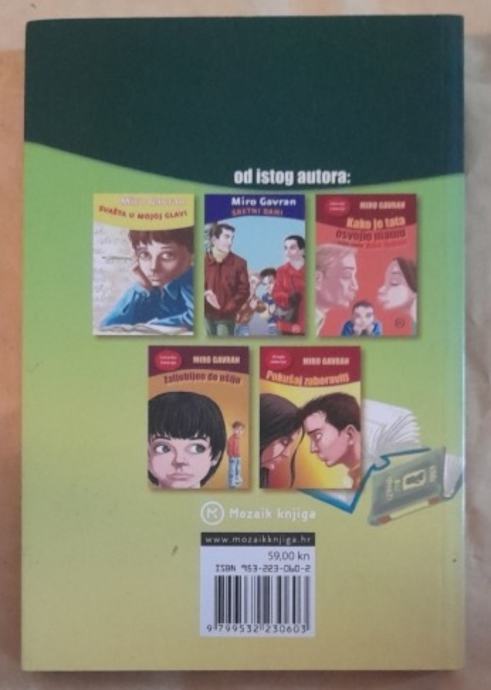 od istog autora:
Miro Gavran
SVAŠTA U MOJOJ GLAVI
Miro Gavran
SRETNI DANI
MIRO GAVRAN
Kako je tata
osvojio mamu
MIRO GAVRAN
Zaljubljen do ušiju
MIRO GAVRAN
Pokušaj zaboraviti
Mozaik knjiga
www.mozaikknjiga.hr
59,00 kn
ISBN 953-223-060-2
9 799532 230603